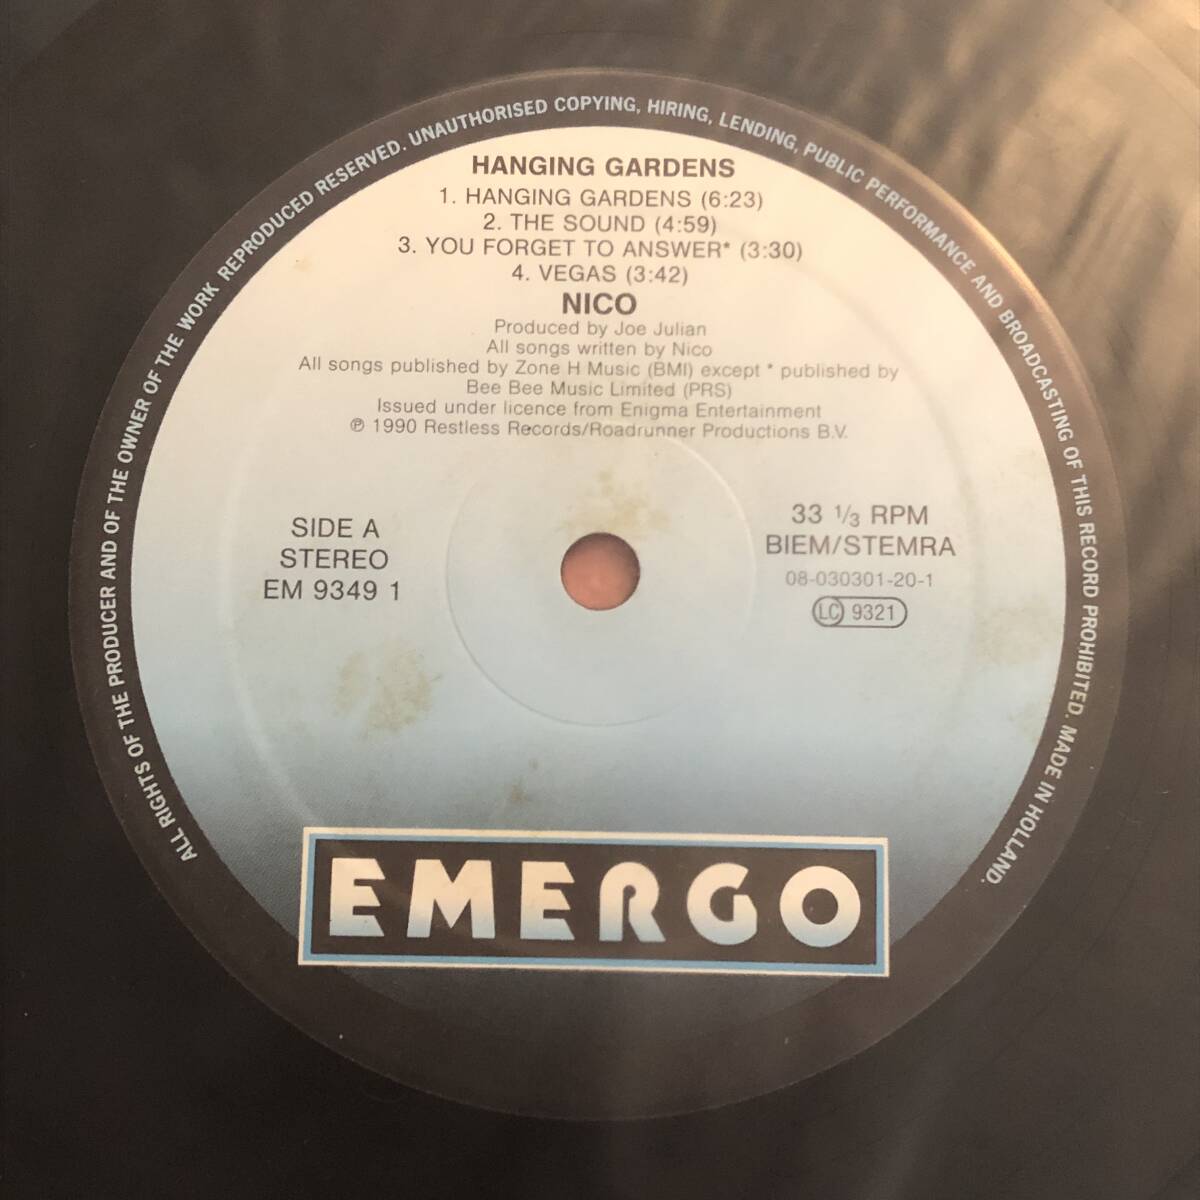 ALL RIGHTS OF THE PRODUCER AND OF THE OWNER OF THE WORK REPRODUCED RESERVED. UNAUTHORISED COPYING, HIRING, LENDING, PUBLIC PERFORMANCE AND BROADCASTING OF THIS RECORD PROHIBITED. MADE IN HOLLAND.
HANGING GARDENS
1. HANGING GARDENS (6:23)
2. THE SOUND (4:59)
3. YOU FORGET TO ANSWER* (3:30)
4. VEGAS (3:42)
NICO
Produced by Joe Julian
All songs written by Nico
All songs published by Zone H Music (BMI) except * published by
Bee Bee Music Limited (PRS)
Issued under licence from Enigma Entertainment
℗ 1990 Restless Records/Roadrunner Productions B.V.
SIDE A
STEREO
EM 9349 1
33 1/3 RPM
BIEM/STEMRA
08-030301-20-1
LC 9321
EMERGO